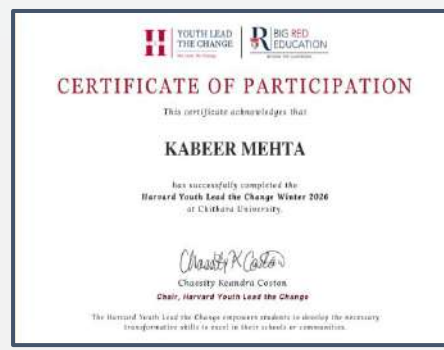 YOUTH LEAD
THE CHANGE
BIG RED
EDUCATION
CERTIFICATE OF PARTICIPATION
This certificate acknowledges that
KABEER MEHTA
has successfully completed the
Harvard Youth Lead the Change Winter 2026
at Chitkara University.
Chassity Keandra Coston
Chair, Harvard Youth Lead the Change
The Harvard Youth Lead the Change empowers students to develop the necessary
transformative skills to excel in their schools or communities.